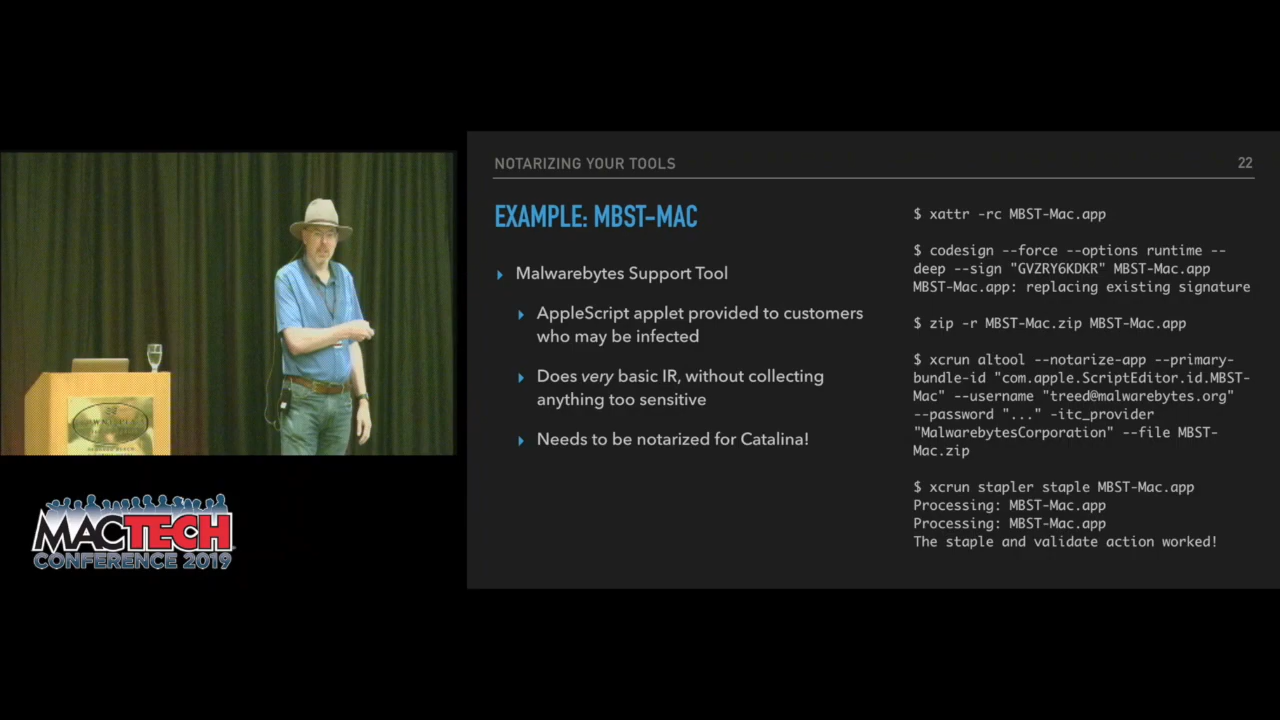 NOTARIZING YOUR TOOLS
22
EXAMPLE: MBST-MAC
Malwarebytes Support Tool
AppleScript applet provided to customers
who may be infected
Does very basic IR, without collecting
anything too sensitive
Needs to be notarized for Catalina!
$ xattr -rc MBST-Mac.app
$ codesign --force --options runtime --
deep --sign "GVZRY6KDKR" MBST-Mac.app
MBST-Mac.app: replacing existing signature
$ zip -r MBST-Mac.zip MBST-Mac.app
$ xcrun altool --notarize-app --primary-
bundle-id "com.apple.ScriptEditor.id.MBST-
Mac" --username "treed@malwarebytes.org"
--password "..." -itc_provider
"MalwarebytesCorporation" --file MBST-
Mac.zip
$ xcrun stapler staple MBST-Mac.app
Processing: MBST-Mac.app
Processing: MBST-Mac.app
The staple and validate action worked!
MACTECH
CONFERENCE 2019